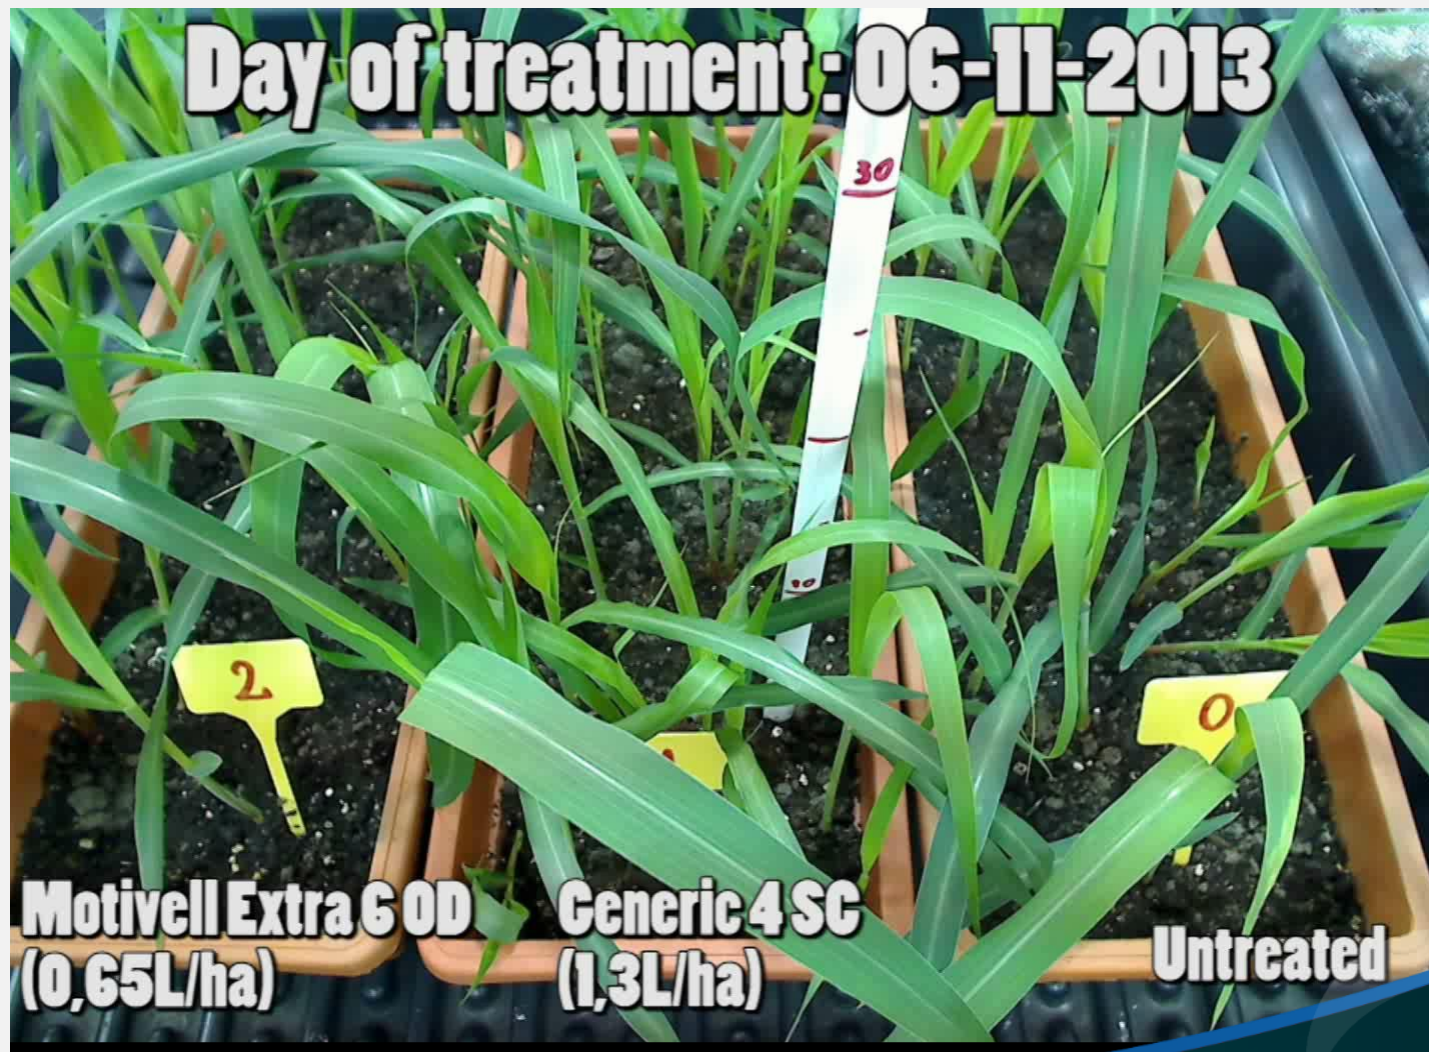 Day of treatment : 06-11-2013
30
10
2
0
Motivell Extra 6 OD
(0,65L/ha)
Generic 4 SC
(1,3L/ha)
Untreated